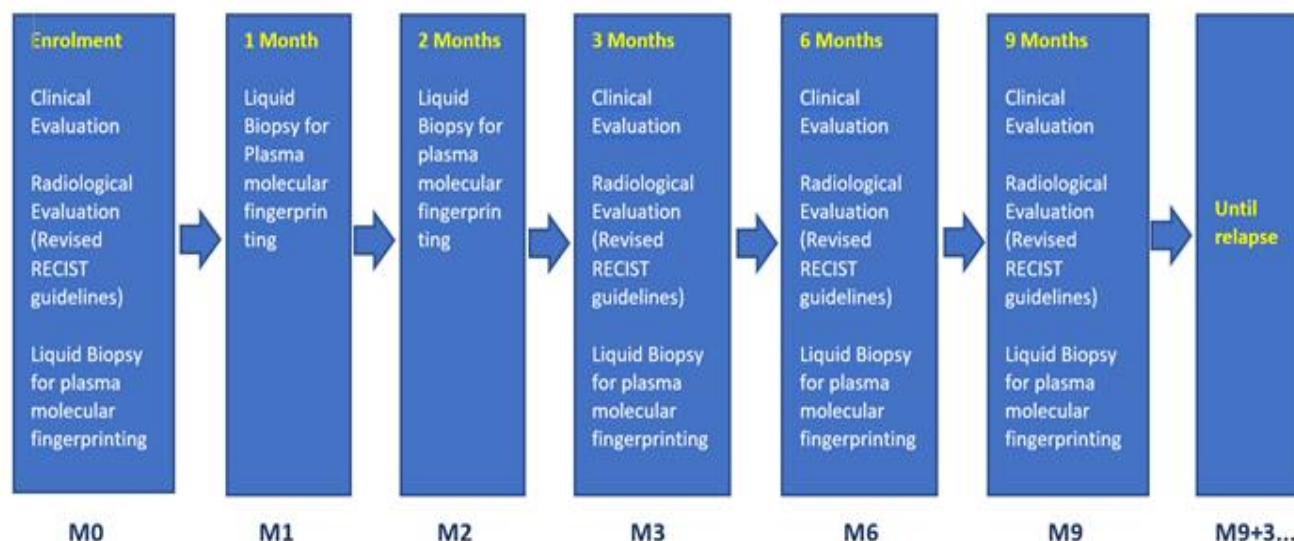 Enrolment
Clinical
Evaluation
Radiological
Evaluation
(Revised
RECIST
guidelines)
Liquid Biopsy
for plasma
molecular
fingerprinting
M0
1 Month
Liquid
Biopsy for
Plasma
molecular
fingerprin
ting
M1
2 Months
Liquid
Biopsy for
plasma
molecular
fingerprin
ting
M2
3 Months
Clinical
Evaluation
Radiological
Evaluation
(Revised
RECIST
guidelines)
Liquid Biopsy
for plasma
molecular
fingerprinting
M3
6 Months
Clinical
Evaluation
Radiological
Evaluation
(Revised
RECIST
guidelines)
Liquid Biopsy
for plasma
molecular
fingerprinting
M6
9 Months
Clinical
Evaluation
Radiological
Evaluation
(Revised
RECIST
guidelines)
Liquid Biopsy
for plasma
molecular
fingerprinting
M9
Until
relapse
M9+3...